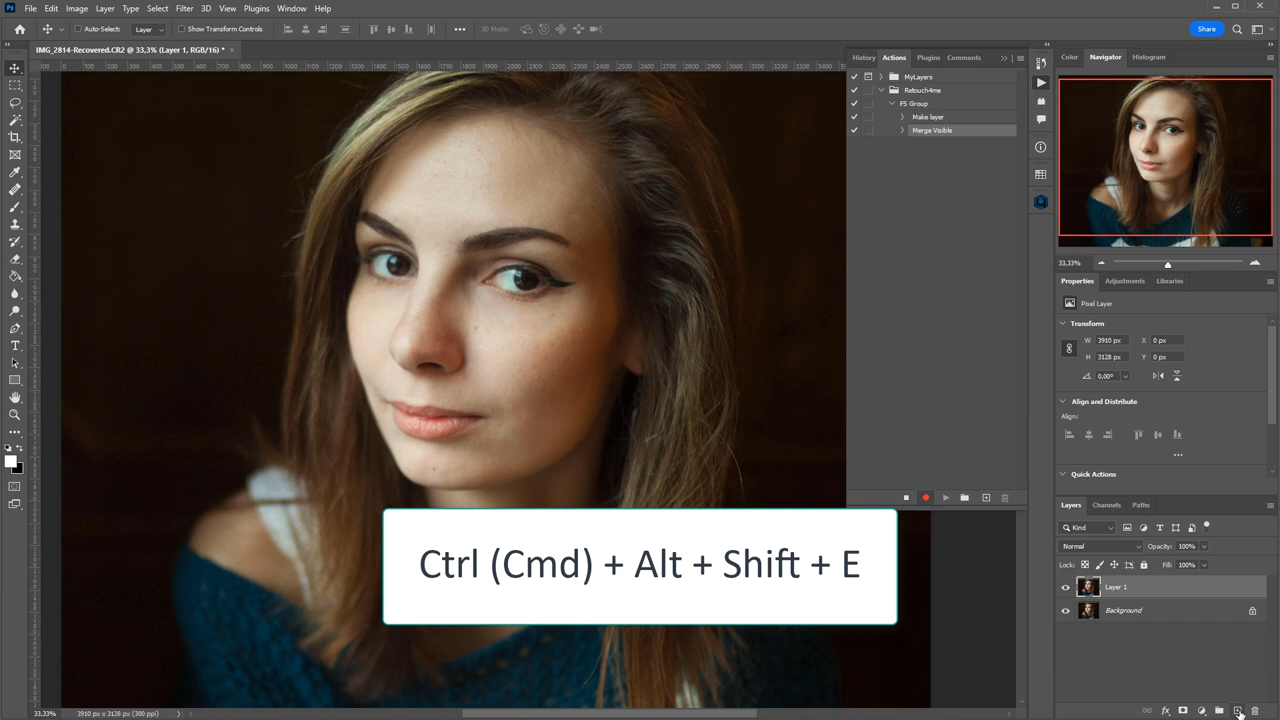 Ps File Edit Image Layer Type Select Filter 3D View Plugins Window Help
Auto-Select: Layer Show Transform Controls 3D Mode: Share
IMG_2814-Recovered.CR2 @ 33,3% (Layer 1, RGB/16) *
History Actions Plugins Comments
MyLayers
Retouch4me
FS Group
Make layer
Merge Visible
Color Navigator Histogram
33,33%
Properties Adjustments Libraries
Pixel Layer
Transform
W 3910 px X 0 px
H 3128 px Y 0 px
0.00°
Align and Distribute
Align:
Quick Actions
Layers Channels Paths
Kind
Normal Opacity: 100%
Lock: Fill: 100%
Layer 1
Background
Ctrl (Cmd) + Alt + Shift + E
33,33% 3910 px x 3128 px (300 ppi)